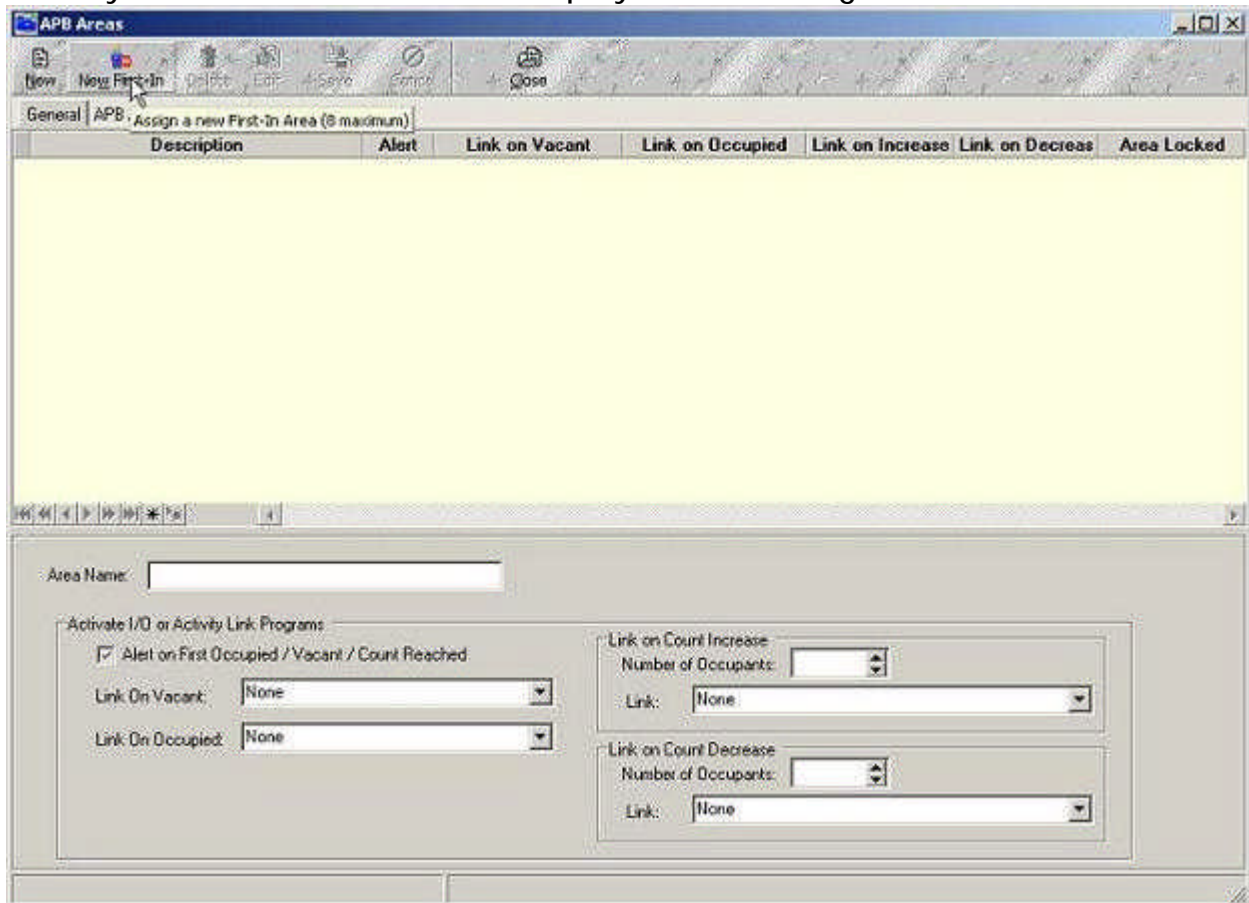 APB Areas
New New First-In Delete Edit Save Close
General APB
Assign a new First-In Area (8 maximum)
Description Alert Link on Vacant Link on Occupied Link on Increase Link on Decreas Area Locked
Area Name:
Activate I/O or Activity Link Programs
Alert on First Occupied / Vacant / Count Reached
Link On Vacant: None
Link On Occupied: None
Link on Count Increase
Number of Occupants:
Link: None
Link on Count Decrease
Number of Occupants:
Link: None